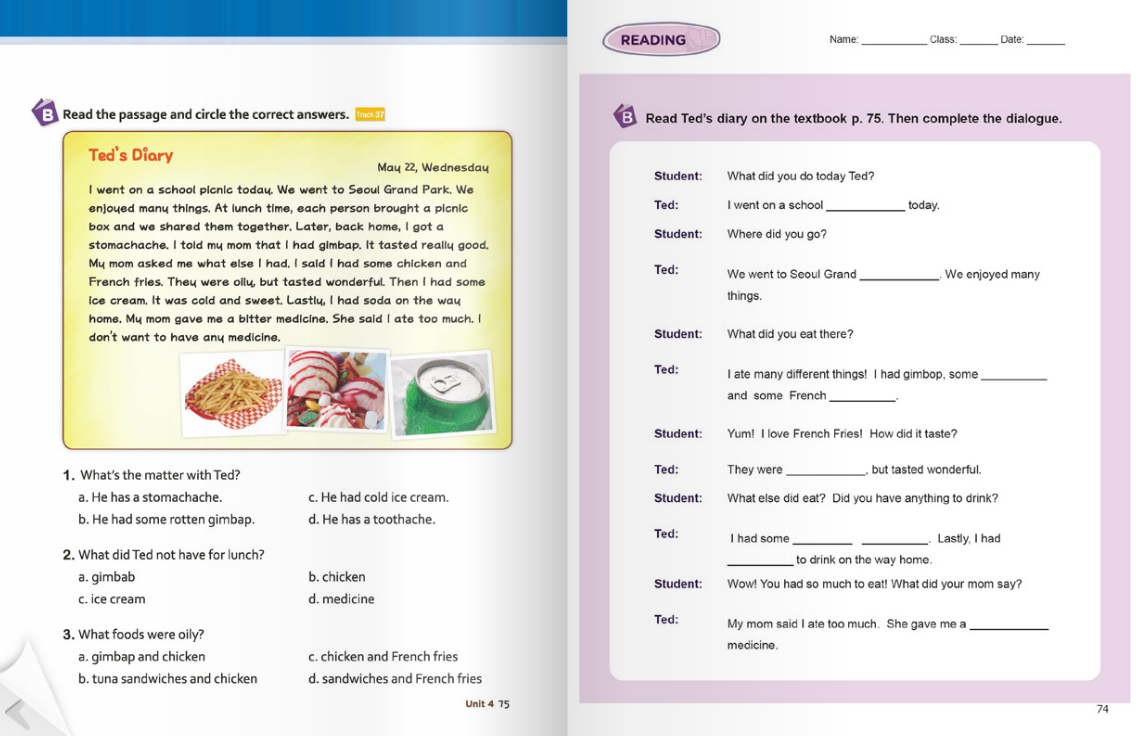 B Read the passage and circle the correct answers. Track 37
Ted's Diary
May 22, Wednesday
I went on a school picnic today. We went to Seoul Grand Park. We
enjoyed many things. At lunch time, each person brought a picnic
box and we shared them together. Later, back home, I got a
stomachache. I told my mom that I had gimbap. It tasted really good.
My mom asked me what else I had. I said I had some chicken and
French fries. They were oily, but tasted wonderful. Then I had some
ice cream. It was cold and sweet. Lastly, I had soda on the way
home. My mom gave me a bitter medicine. She said I ate too much. I
don't want to have any medicine.
1. What's the matter with Ted?
a. He has a stomachache. c. He had cold ice cream.
b. He had some rotten gimbap. d. He has a toothache.
2. What did Ted not have for lunch?
a. gimbab b. chicken
c. ice cream d. medicine
3. What foods were oily?
a. gimbap and chicken c. chicken and French fries
b. tuna sandwiches and chicken d. sandwiches and French fries
Unit 4 75
READING
Name: ____________ Class: _______ Date: _______
B Read Ted's diary on the textbook p. 75. Then complete the dialogue.
Student: What did you do today Ted?
Ted: I went on a school ____________ today.
Student: Where did you go?
Ted: We went to Seoul Grand ____________. We enjoyed many
things.
Student: What did you eat there?
Ted: I ate many different things! I had gimbop, some __________
and some French __________.
Student: Yum! I love French Fries! How did it taste?
Ted: They were ____________, but tasted wonderful.
Student: What else did eat? Did you have anything to drink?
Ted: I had some _________ __________. Lastly, I had
__________ to drink on the way home.
Student: Wow! You had so much to eat! What did your mom say?
Ted: My mom said I ate too much. She gave me a ____________
medicine.
74